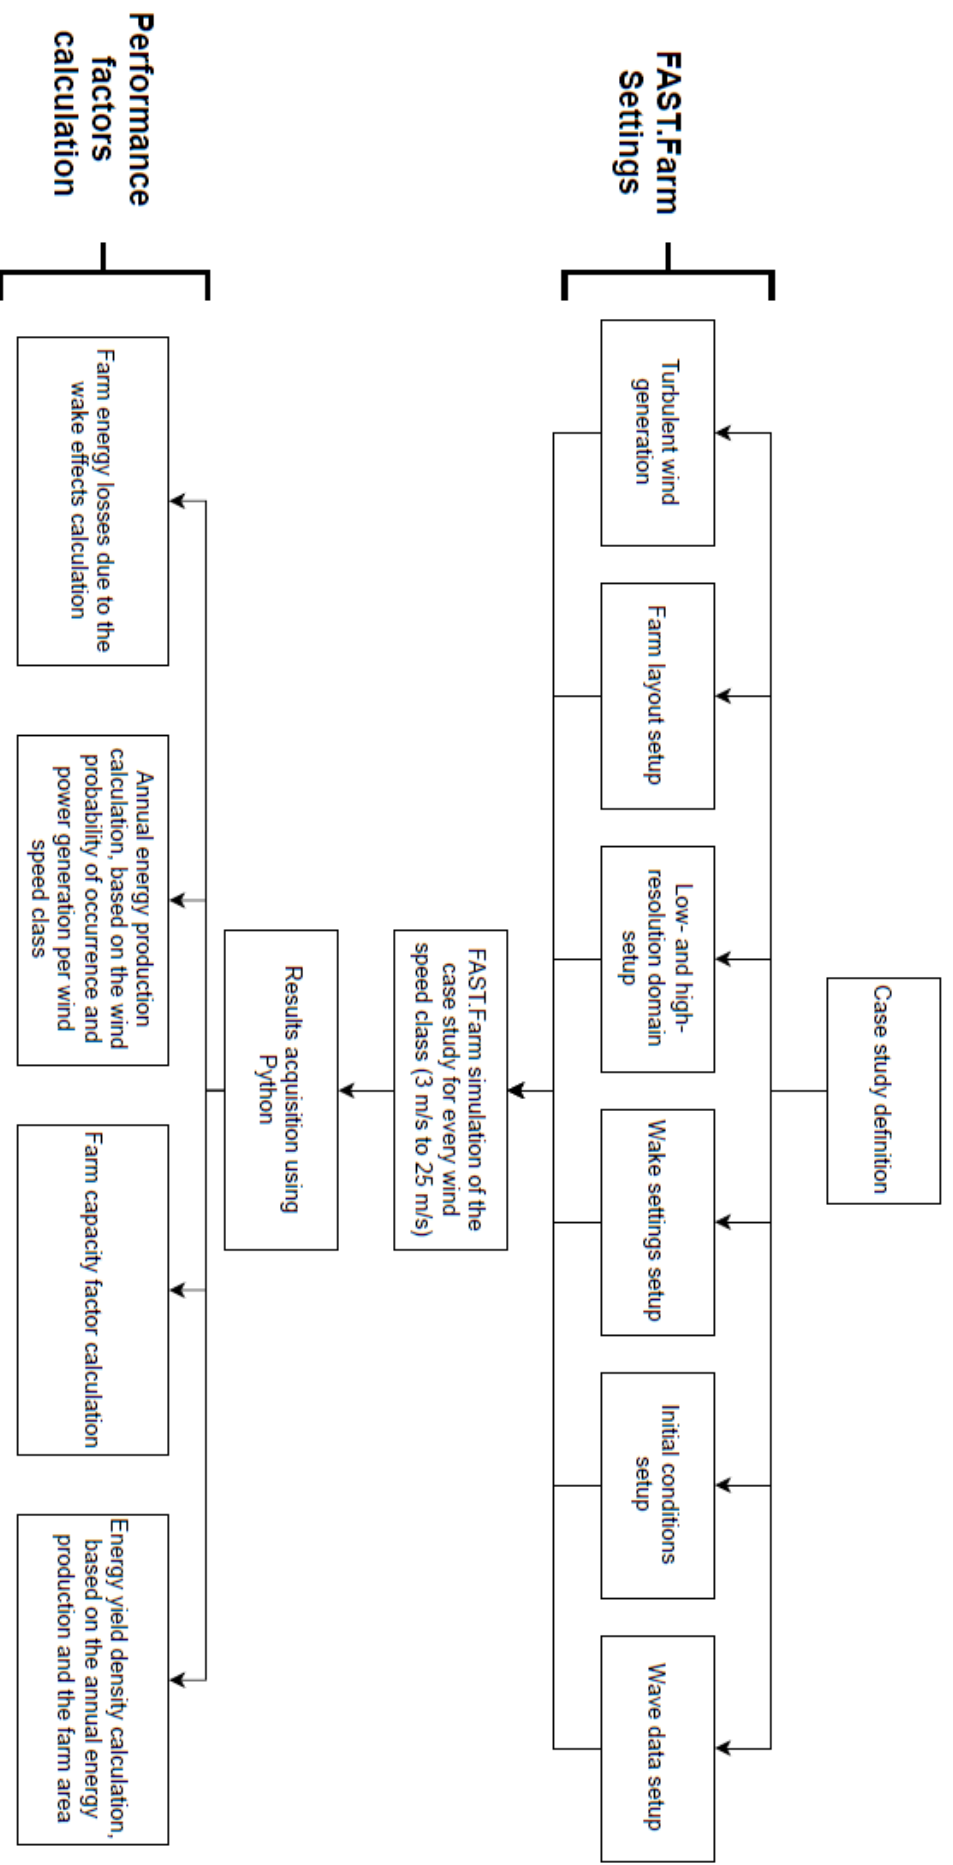 Case study definition
FAST.Farm
Settings
Turbulent wind
generation
Farm layout setup
Low- and high-
resolution domain
setup
Wake settings setup
Initial conditions
setup
Wave data setup
FAST.Farm simulation of the
case study for every wind
speed class (3 m/s to 25 m/s)
Results acquisition using
Python
Performance
factors
calculation
Farm energy losses due to the
wake effects calculation
Annual energy production
calculation, based on the wind
probability of occurrence and
power generation per wind
speed class
Farm capacity factor calculation
Energy yield density calculation,
based on the annual energy
production and the farm area